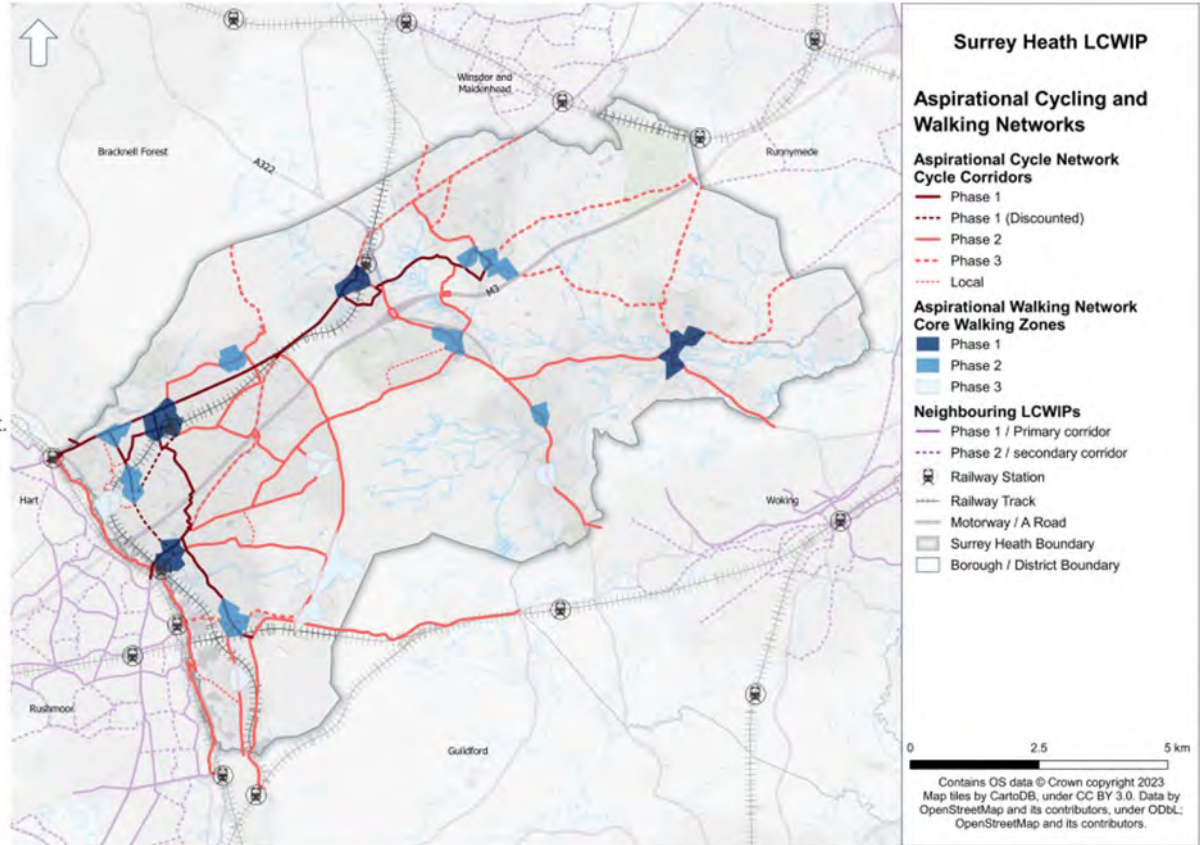 Winsdor and
Maidenhead
Bracknell Forest
A322
Runnymede
M3
t.
Hart
Woking
Rushmoor
Guildford
Surrey Heath LCWIP
Aspirational Cycling and
Walking Networks
Aspirational Cycle Network
Cycle Corridors
Phase 1
Phase 1 (Discounted)
Phase 2
Phase 3
Local
Aspirational Walking Network
Core Walking Zones
Phase 1
Phase 2
Phase 3
Neighbouring LCWIPs
Phase 1 / Primary corridor
Phase 2 / secondary corridor
Railway Station
Railway Track
Motorway / A Road
Surrey Heath Boundary
Borough / District Boundary
0 2.5 5 km
Contains OS data © Crown copyright 2023
Map tiles by CartoDB, under CC BY 3.0. Data by
OpenStreetMap and its contributors, under ODbL;
OpenStreetMap and its contributors.